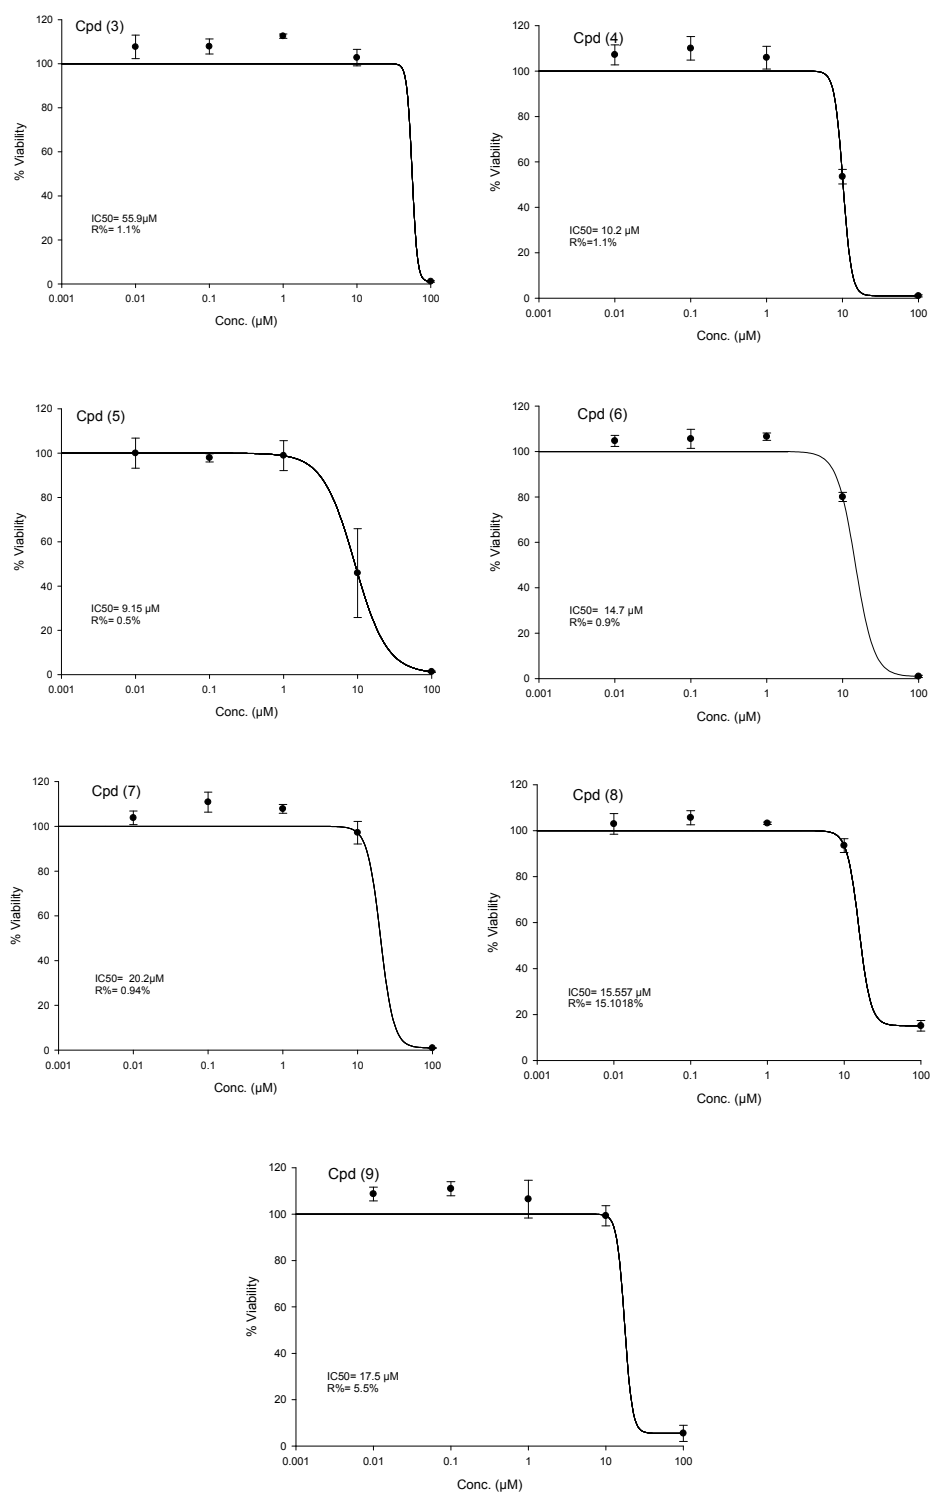 Cpd (3)
120
100
80
60
40
20
0
% Viability
IC50= 55.9µM
R%= 1.1%
0.001 0.01 0.1 1 10 100
Conc. (µM)
Cpd (4)
120
100
80
60
40
20
0
% Viability
IC50= 10.2 µM
R%=1.1%
0.001 0.01 0.1 1 10 100
Conc. (µM)
Cpd (5)
120
100
80
60
40
20
0
% Viability
IC50= 9.15 µM
R%= 0.5%
0.001 0.01 0.1 1 10 100
Conc. (µM)
Cpd (6)
120
100
80
60
40
20
0
% Viability
IC50=  14.7 µM
R%= 0.9%
0.001 0.01 0.1 1 10 100
Conc. (µM)
Cpd (7)
120
100
80
60
40
20
0
% Viability
IC50=  20.2µM
R%= 0.94%
0.001 0.01 0.1 1 10 100
Conc. (µM)
Cpd (8)
120
100
80
60
40
20
0
% Viability
IC50= 15.557 µM
R%= 15.1018%
0.001 0.01 0.1 1 10 100
Conc. (µM)
Cpd (9)
120
100
80
60
40
20
0
% Viability
IC50= 17.5 µM
R%= 5.5%
0.001 0.01 0.1 1 10 100
Conc. (µM)